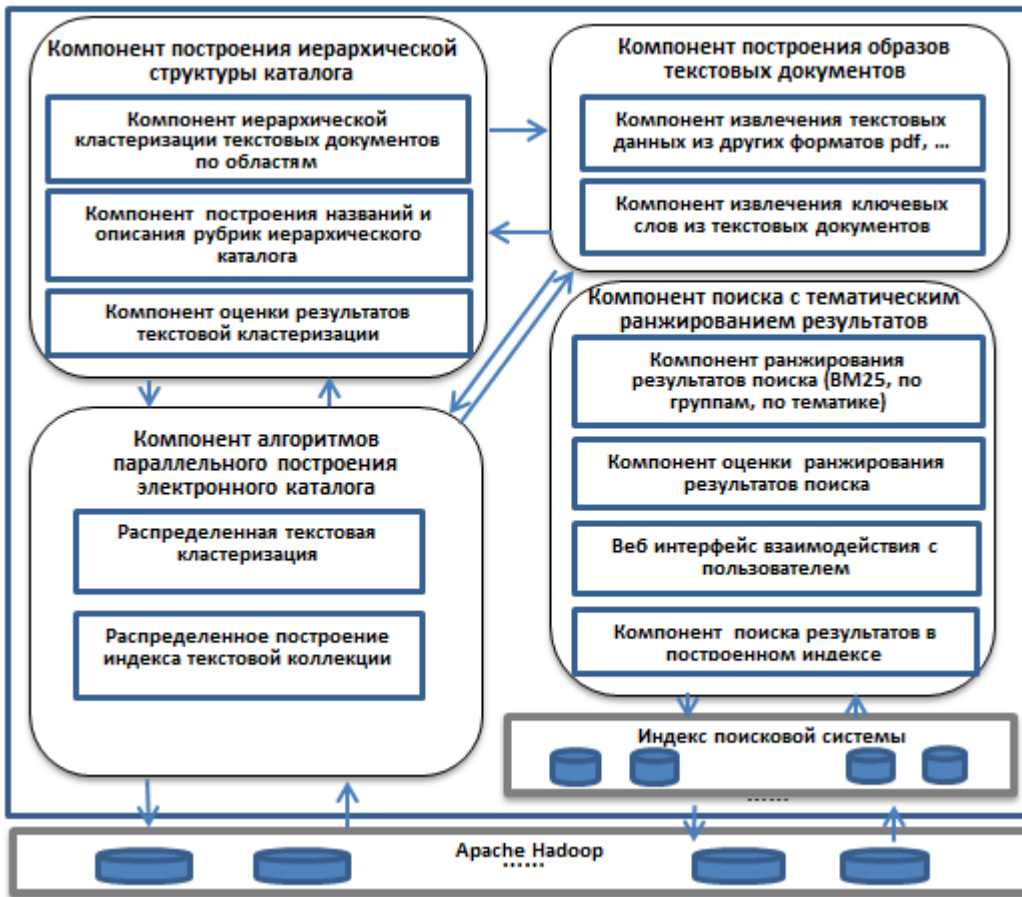 Компонент построения иерархической
структуры каталога
Компонент иерархической
кластеризации текстовых документов
по областям
Компонент построения названий и
описания рубрик иерархического
каталога
Компонент оценки результатов
текстовой кластеризации
Компонент построения образов
текстовых документов
Компонент извлечения текстовых
данных из других форматов pdf, ...
Компонент извлечения ключевых
слов из текстовых документов
Компонент алгоритмов
параллельного построения
электронного каталога
Распределенная текстовая
кластеризация
Распределенное построение
индекса текстовой коллекции
Компонент поиска с тематическим
ранжированием результатов
Компонент ранжирования
результатов поиска (BM25, по
группам, по тематике)
Компонент оценки ранжирования
результатов поиска
Веб интерфейс взаимодействия с
пользователем
Компонент поиска результатов в
построенном индексе
Индекс поисковой системы
......
Apache Hadoop
......